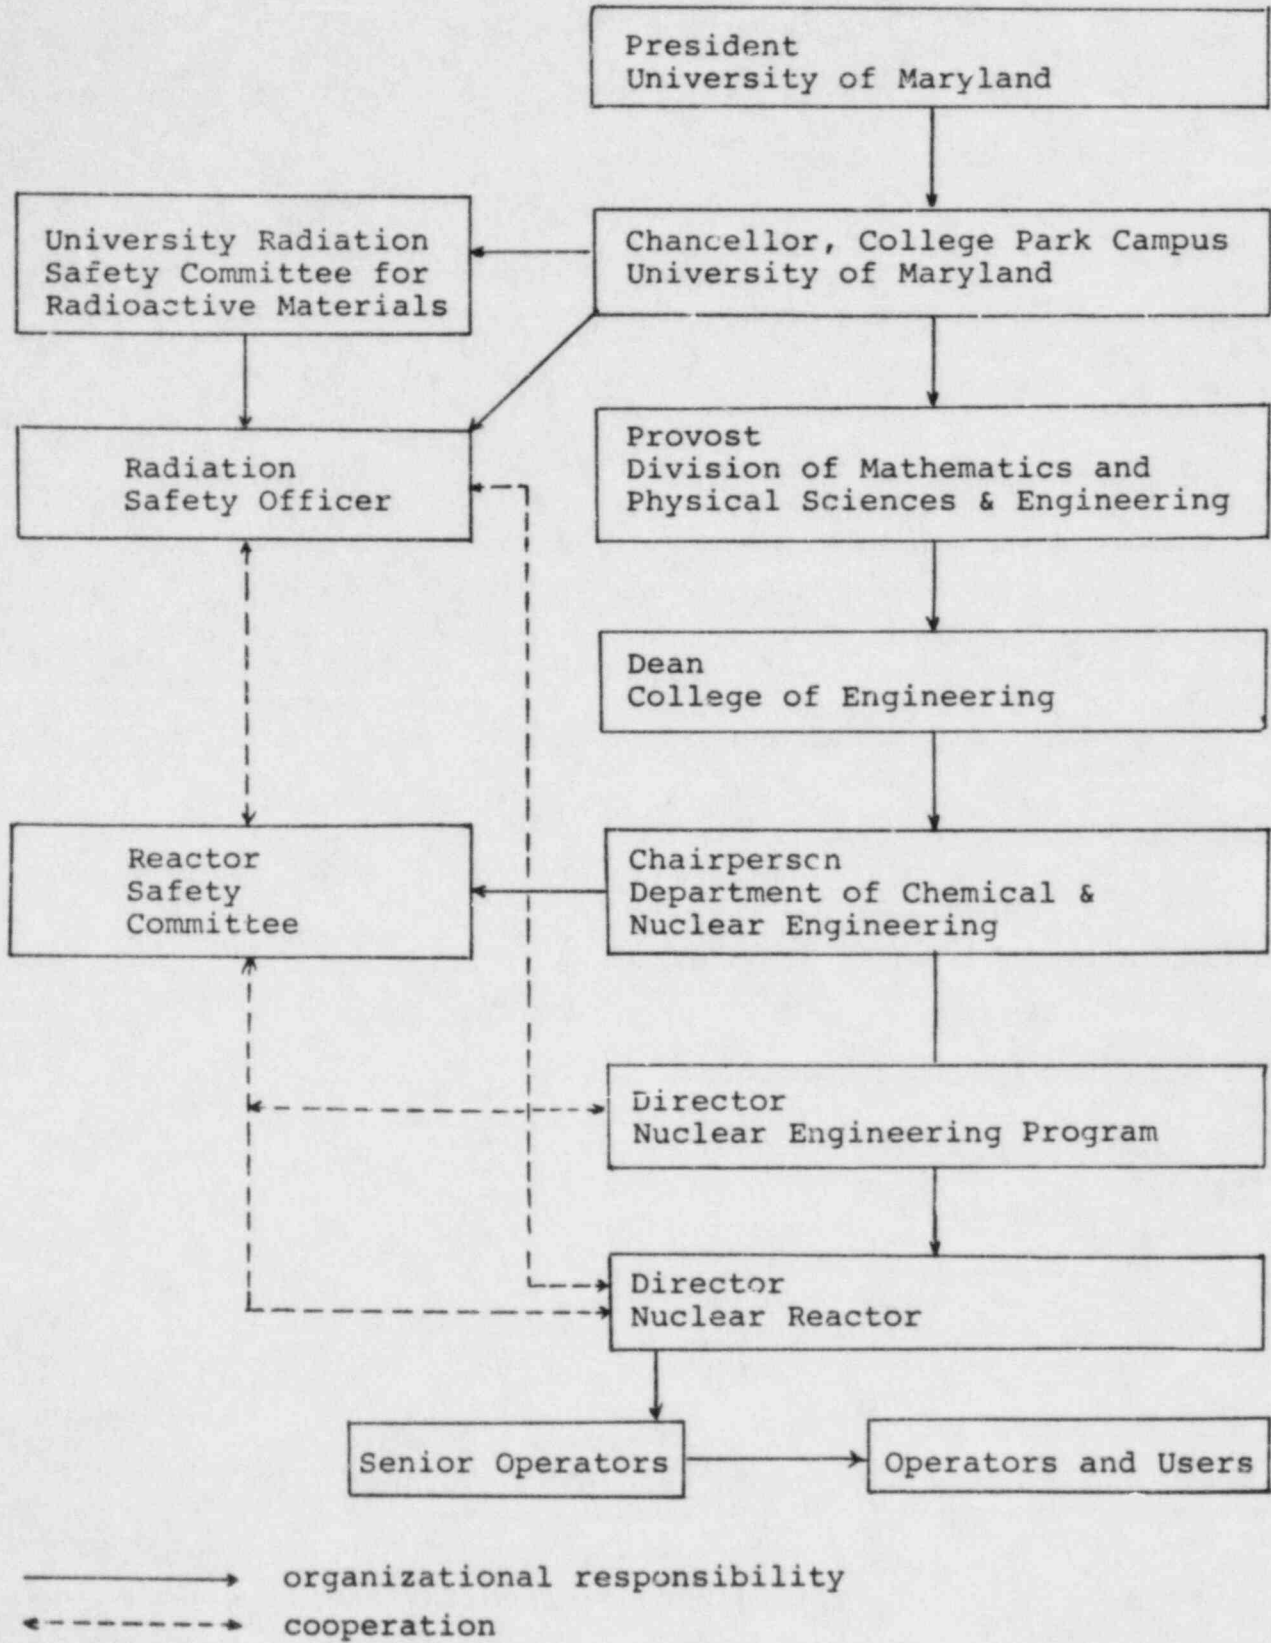 President
University of Maryland
University Radiation
Safety Committee for
Radioactive Materials
Chancellor, College Park Campus
University of Maryland
Radiation
Safety Officer
Provost
Division of Mathematics and
Physical Sciences & Engineering
Dean
College of Engineering
Reactor
Safety
Committee
Chairperson
Department of Chemical &
Nuclear Engineering
Director
Nuclear Engineering Program
Director
Nuclear Reactor
Senior Operators
Operators and Users
organizational responsibility
cooperation